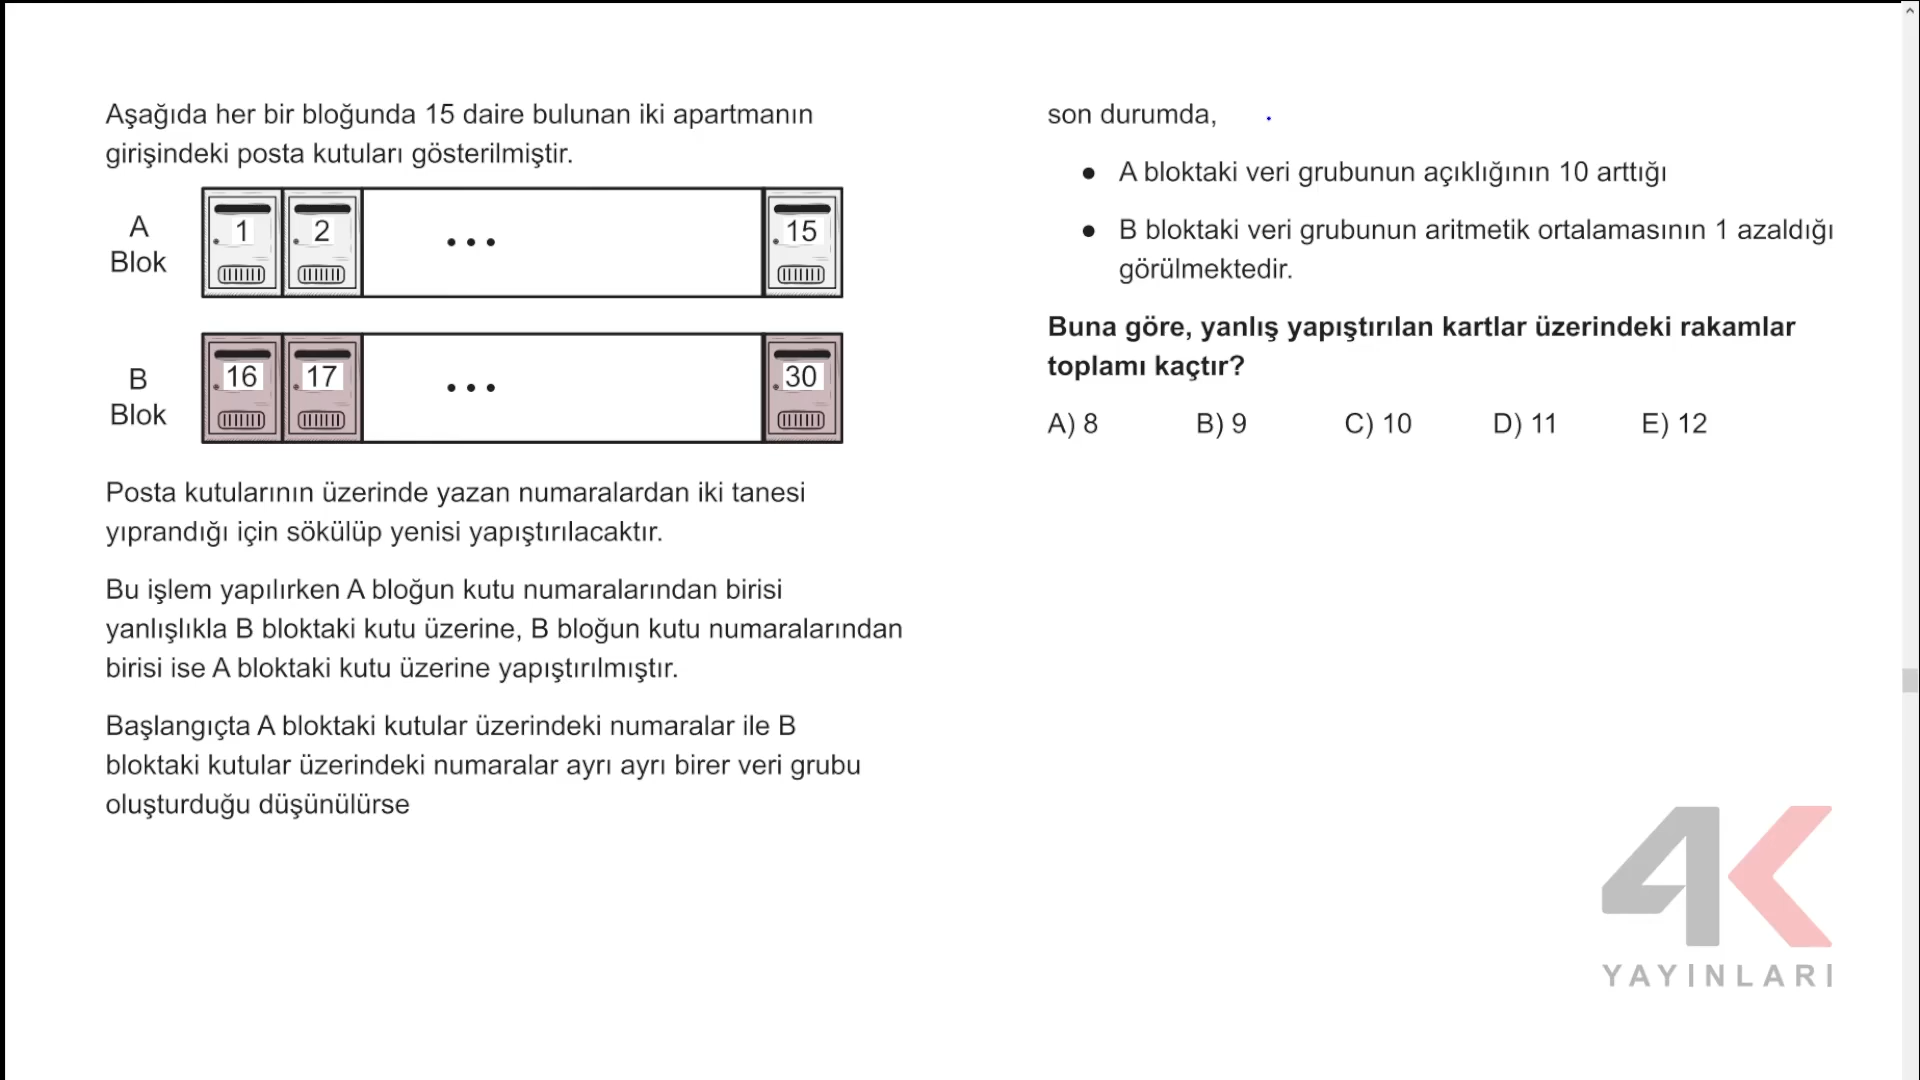 Aşağıda her bir bloğunda 15 daire bulunan iki apartmanın
girişindeki posta kutuları gösterilmiştir.
A
Blok
1 2 ... 15
B
Blok
16 17 ... 30
Posta kutularının üzerinde yazan numaralardan iki tanesi
yıprandığı için sökülüp yenisi yapıştırılacaktır.
Bu işlem yapılırken A bloğun kutu numaralarından birisi
yanlışlıkla B bloktaki kutu üzerine, B bloğun kutu numaralarından
birisi ise A bloktaki kutu üzerine yapıştırılmıştır.
Başlangıçta A bloktaki kutular üzerindeki numaralar ile B
bloktaki kutular üzerindeki numaralar ayrı ayrı birer veri grubu
oluşturduğu düşünülürse
son durumda,
● A bloktaki veri grubunun açıklığının 10 arttığı
● B bloktaki veri grubunun aritmetik ortalamasının 1 azaldığı
görülmektedir.
Buna göre, yanlış yapıştırılan kartlar üzerindeki rakamlar
toplamı kaçtır?
A) 8 B) 9 C) 10 D) 11 E) 12
4K
YAYINLARI